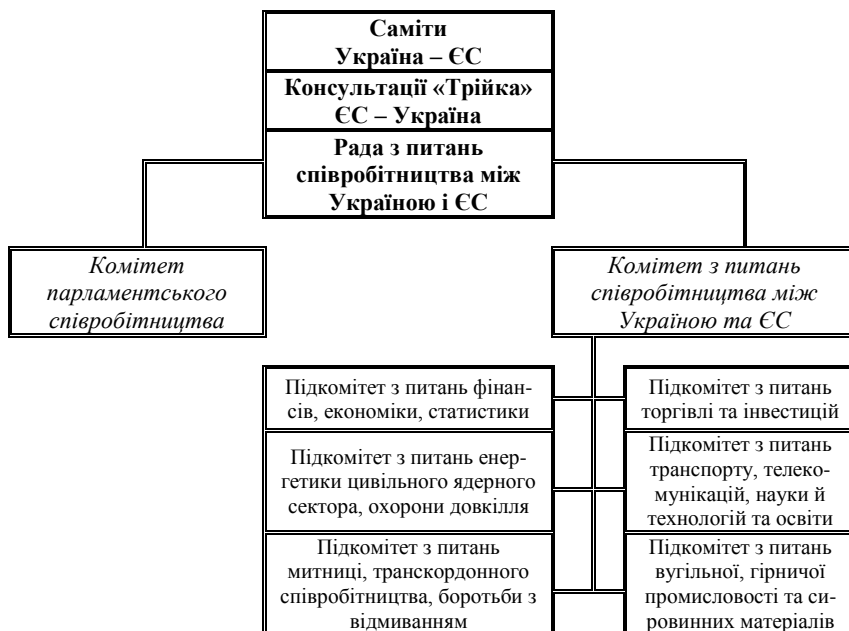 Саміти
Україна – ЄС
Консультації «Трійка»
ЄС – Україна
Рада з питань
співробітництва між
Україною і ЄС
Комітет
парламентського
співробітництва
Комітет з питань
співробітництва між
Україною та ЄС
Підкомітет з питань фінан-
сів, економіки, статистики
Підкомітет з питань
торгівлі та інвестицій
Підкомітет з питань енер-
гетики цивільного ядерного
сектора, охорони довкілля
Підкомітет з питань
транспорту, телеко-
мунікацій, науки й
технологій та освіти
Підкомітет з питань
митниці, транскордонного
співробітництва, боротьби з
відмиванням
Підкомітет з питань
вугільної, гірничої
промисловості та си-
ровинних матеріалів